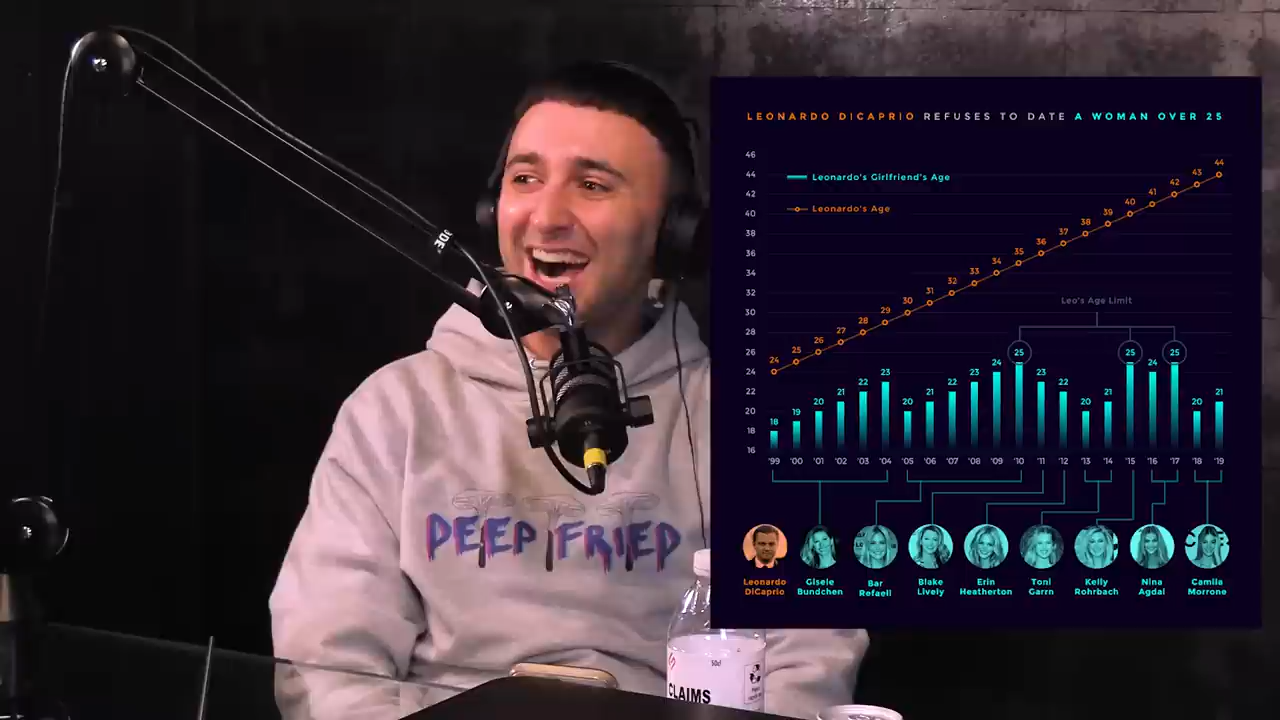 LEONARDO DICAPRIO REFUSES TO DATE A WOMAN OVER 25
46
44
42
40
38
36
34
32
30
28
26
24
22
20
18
16
Leonardo's Girlfriend's Age
Leonardo's Age
Leo's Age Limit
24 25 26 27 28 29 30 31 32 33 34 35 36 37 38 39 40 41 42 43 44
18 19 20 21 22 23 20 21 22 23 24 25 23 22 20 21 25 24 25 20 21
'99 '00 '01 '02 '03 '04 '05 '06 '07 '08 '09 '10 '11 '12 '13 '14 '15 '16 '17 '18 '19
Leonardo
DiCaprio
Gisele
Bundchen
Bar
Refaeli
Blake
Lively
Erin
Heatherton
Toni
Garrn
Kelly
Rohrbach
Nina
Agdal
Camila
Morrone
DEEP FRIED
50cl
CLAIMS